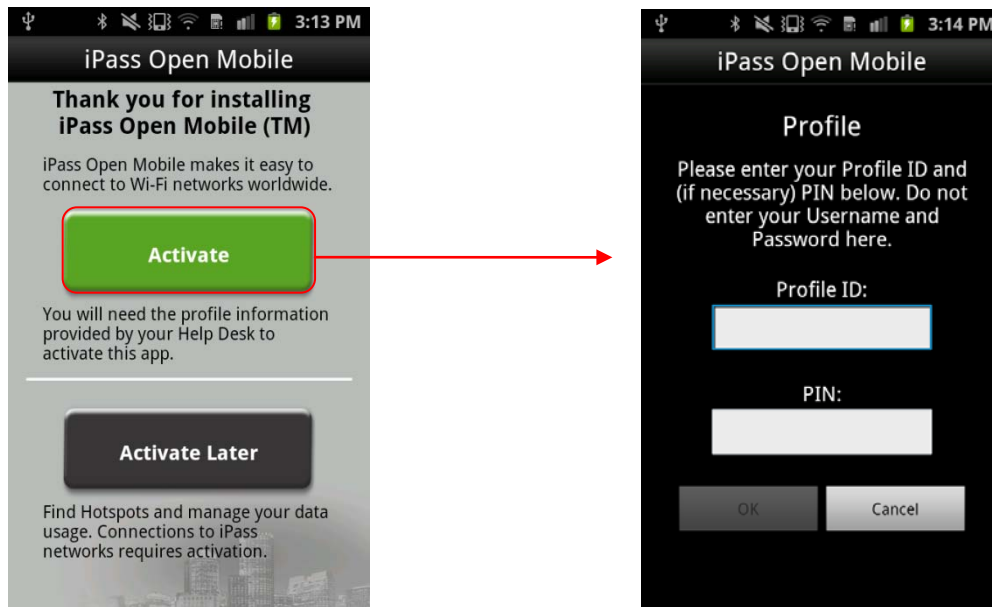 3:13 PM
iPass Open Mobile
Thank you for installing
iPass Open Mobile (TM)
iPass Open Mobile makes it easy to
connect to Wi-Fi networks worldwide.
Activate
You will need the profile information
provided by your Help Desk to
activate this app.
Activate Later
Find Hotspots and manage your data
usage. Connections to iPass
networks requires activation.
3:14 PM
iPass Open Mobile
Profile
Please enter your Profile ID and
(if necessary) PIN below. Do not
enter your Username and
Password here.
Profile ID:
PIN:
OK
Cancel